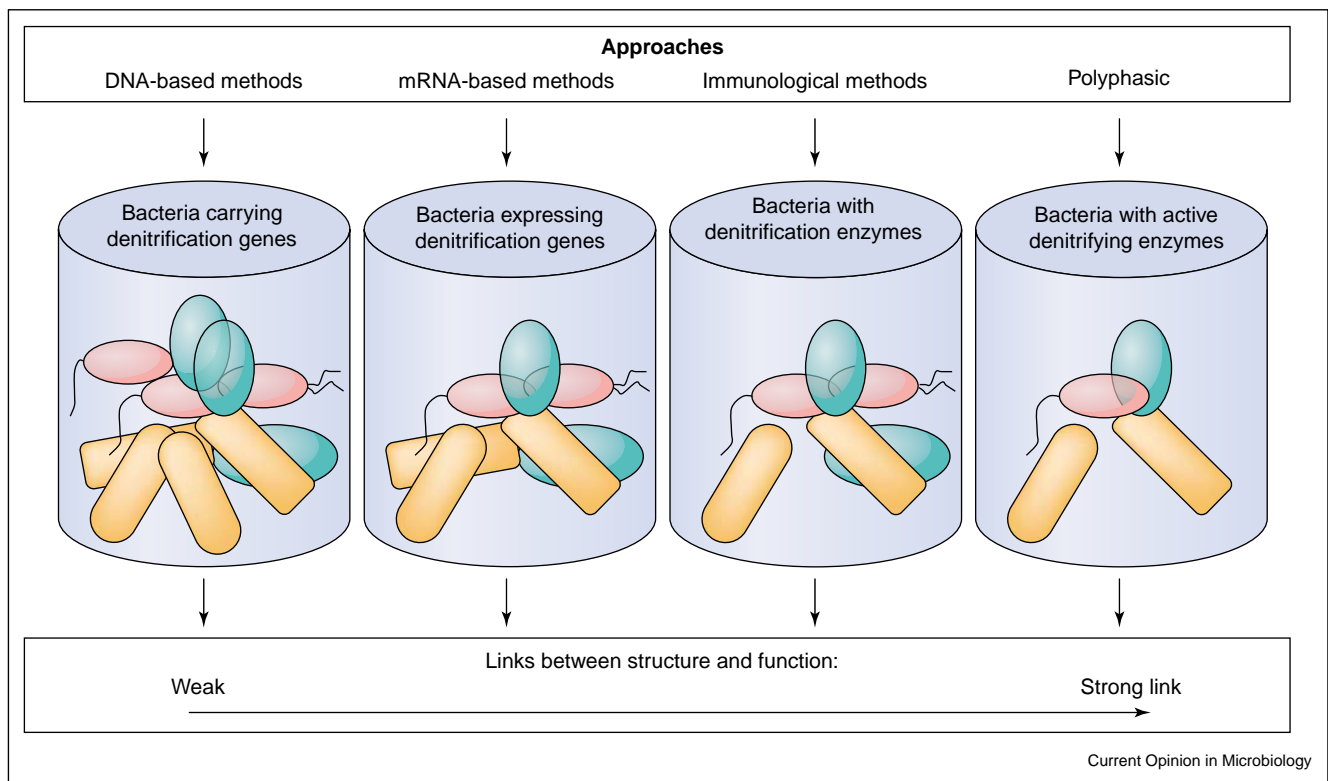 Approaches
DNA-based methods
mRNA-based methods
Immunological methods
Polyphasic
Bacteria carrying
denitrification genes
Bacteria expressing
denitrification genes
Bacteria with
denitrification enzymes
Bacteria with active
denitrifying enzymes
Links between structure and function:
Weak
Strong link
Current Opinion in Microbiology